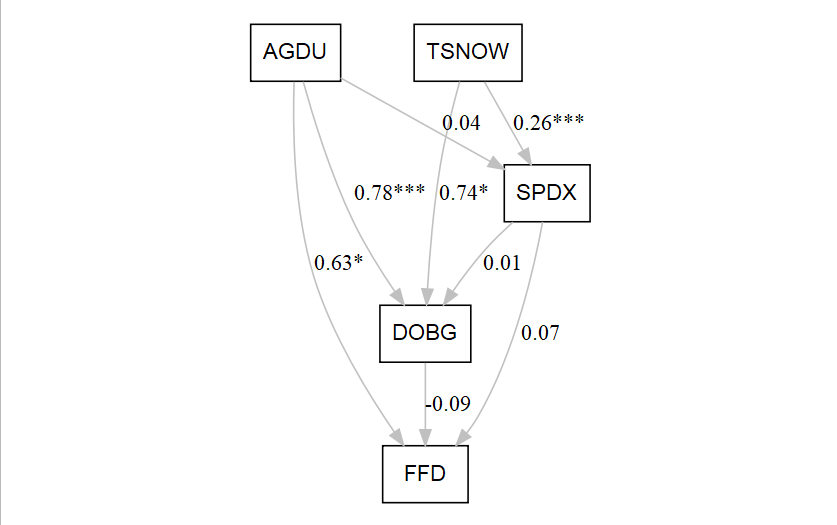 AGDU
TSNOW
0.04
0.26***
0.78***
0.74*
SPDX
0.63*
0.01
DOBG
0.07
-0.09
FFD